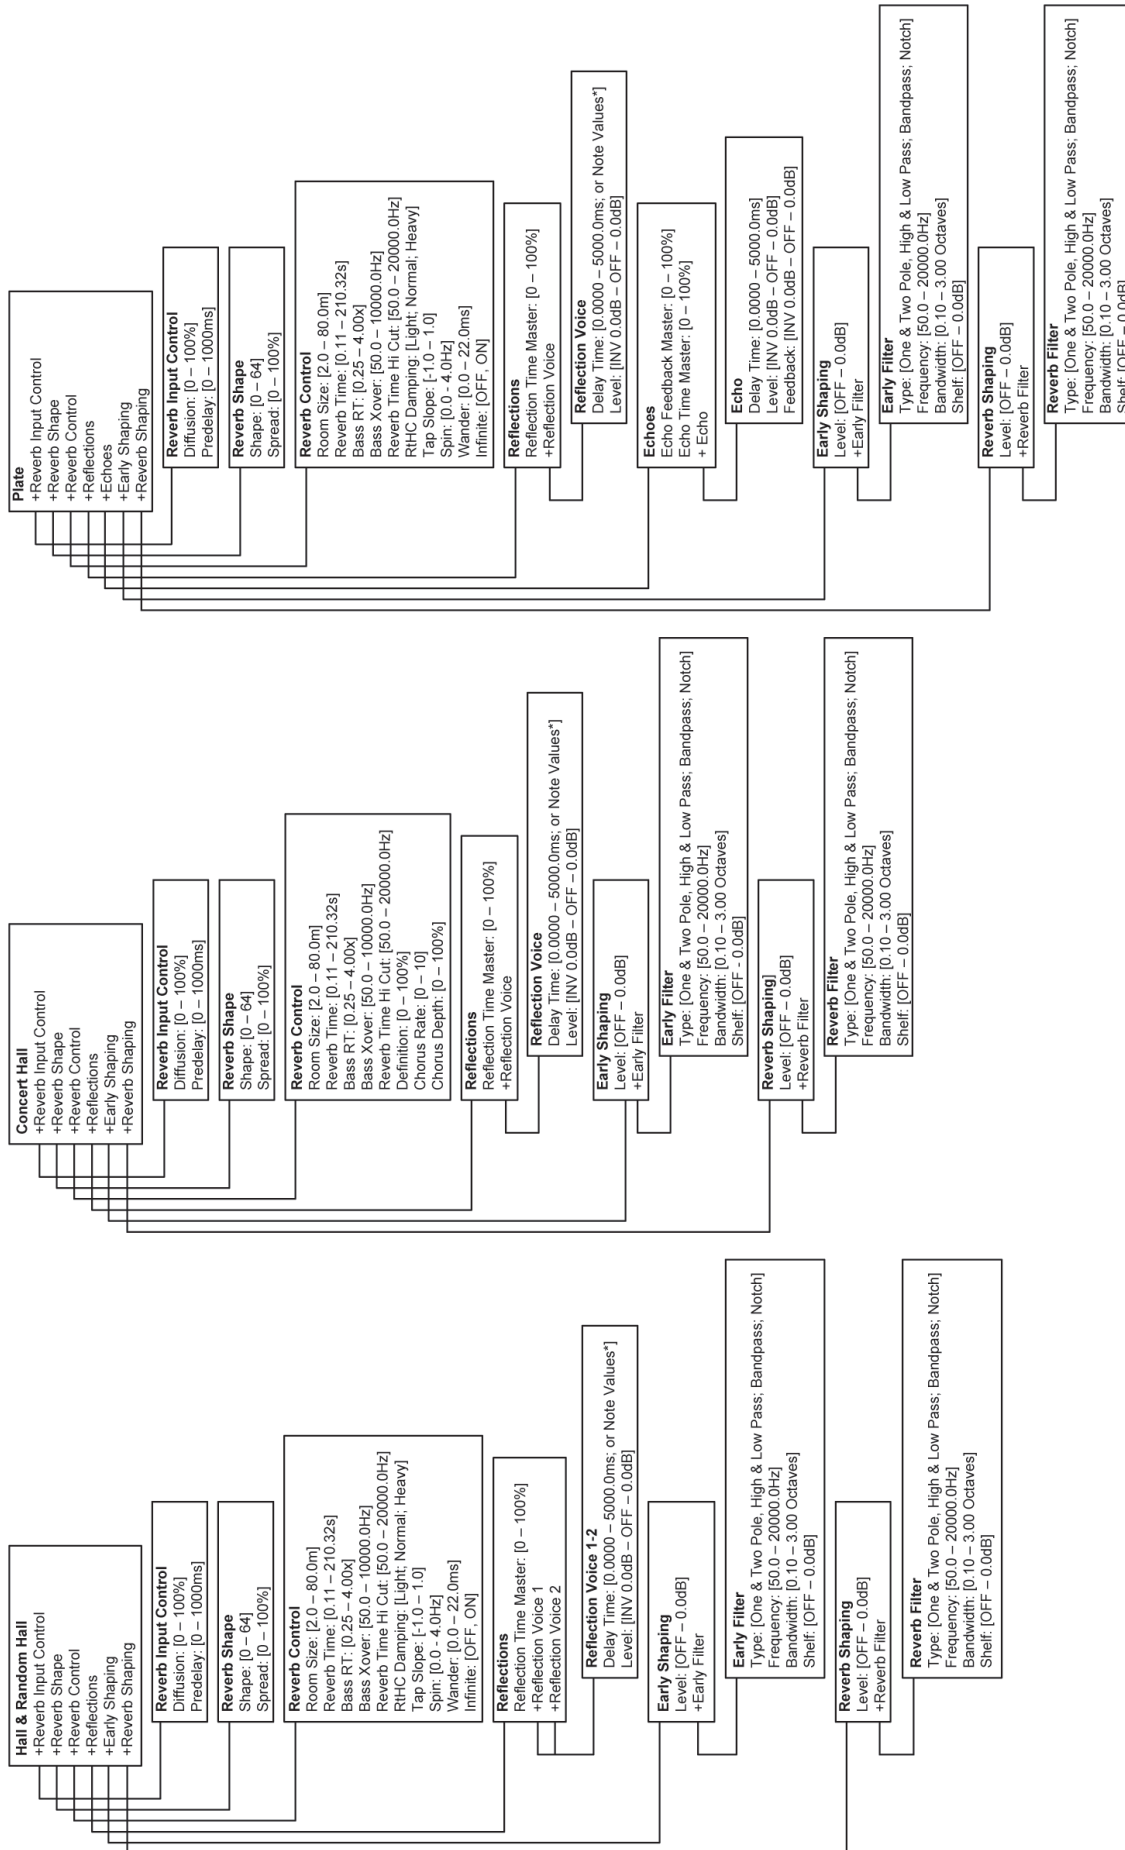 Hall & Random Hall
+Reverb Input Control
+Reverb Shape
+Reverb Control
+Reflections
+Early Shaping
+Reverb Shaping
Reverb Input Control
Diffusion: [0 – 100%]
Predelay: [0 – 1000ms]
Reverb Shape
Shape: [0 – 64]
Spread: [0 – 100%]
Reverb Control
Room Size: [2.0 – 80.0m]
Reverb Time: [0.11 – 210.32s]
Bass RT: [0.25 – 4.00x]
Bass Xover: [50.0 – 10000.0Hz]
Reverb Time Hi Cut: [50.0 – 20000.0Hz]
RtHC Damping: [Light; Normal; Heavy]
Tap Slope: [-1.0 – 1.0]
Spin: [0.0 - 4.0Hz]
Wander: [0.0 – 22.0ms]
Infinite: [OFF, ON]
Reflections
Reflection Time Master: [0 – 100%]
+Reflection Voice 1
+Reflection Voice 2
Reflection Voice 1-2
Delay Time: [0.0000 – 5000.0ms; or Note Values*]
Level: [INV 0.0dB – OFF – 0.0dB]
Early Shaping
Level: [OFF – 0.0dB]
+Early Filter
Early Filter
Type: [One & Two Pole, High & Low Pass; Bandpass; Notch]
Frequency: [50.0 – 20000.0Hz]
Bandwidth: [0.10 – 3.00 Octaves]
Shelf: [OFF – 0.0dB]
Reverb Shaping
Level: [OFF – 0.0dB]
+Reverb Filter
Reverb Filter
Type: [One & Two Pole, High & Low Pass; Bandpass; Notch]
Frequency: [50.0 – 20000.0Hz]
Bandwidth: [0.10 – 3.00 Octaves]
Shelf: [OFF – 0.0dB]
Concert Hall
+Reverb Input Control
+Reverb Shape
+Reverb Control
+Reflections
+Early Shaping
+Reverb Shaping
Reverb Input Control
Diffusion: [0 – 100%]
Predelay: [0 – 1000ms]
Reverb Shape
Shape: [0 – 64]
Spread: [0 – 100%]
Reverb Control
Room Size: [2.0 – 80.0m]
Reverb Time: [0.11 – 210.32s]
Bass RT: [0.25 – 4.00x]
Bass Xover: [50.0 – 10000.0Hz]
Reverb Time Hi Cut: [50.0 – 20000.0Hz]
Definition: [0 – 100%]
Chorus Rate: [0 – 10]
Chorus Depth: [0 – 100%]
Reflections
Reflection Time Master: [0 – 100%]
+Reflection Voice
Reflection Voice
Delay Time: [0.0000 – 5000.0ms; or Note Values*]
Level: [INV 0.0dB – OFF – 0.0dB]
Early Shaping
Level: [OFF – 0.0dB]
+Early Filter
Early Filter
Type: [One & Two Pole, High & Low Pass; Bandpass; Notch]
Frequency: [50.0 – 20000.0Hz]
Bandwidth: [0.10 – 3.00 Octaves]
Shelf: [OFF - 0.0dB]
Reverb Shaping]
Level: [OFF – 0.0dB]
+Reverb Filter
Reverb Filter
Type: [One & Two Pole, High & Low Pass; Bandpass; Notch]
Frequency: [50.0 – 20000.0Hz]
Bandwidth: [0.10 – 3.00 Octaves]
Shelf: [OFF – 0.0dB]
Plate
+Reverb Input Control
+Reverb Shape
+Reverb Control
+Reflections
+Echoes
+Early Shaping
+Reverb Shaping
Reverb Input Control
Diffusion: [0 – 100%]
Predelay: [0 – 1000ms]
Reverb Shape
Shape: [0 – 64]
Spread: [0 – 100%]
Reverb Control
Room Size: [2.0 – 80.0m]
Reverb Time: [0.11 – 210.32s]
Bass RT: [0.25 – 4.00x]
Bass Xover: [50.0 – 10000.0Hz]
Reverb Time Hi Cut: [50.0 – 20000.0Hz]
RtHC Damping: [Light; Normal; Heavy]
Tap Slope: [-1.0 – 1.0]
Spin: [0.0 - 4.0Hz]
Wander: [0.0 – 22.0ms]
Infinite: [OFF, ON]
Reflections
Reflection Time Master: [0 – 100%]
+Reflection Voice
Reflection Voice
Delay Time: [0.0000 – 5000.0ms; or Note Values*]
Level: [INV 0.0dB – OFF – 0.0dB]
Echoes
Echo Feedback Master: [0 – 100%]
Echo Time Master: [0 – 100%]
+ Echo
Echo
Delay Time: [0.0000 – 5000.0ms]
Level: [INV 0.0dB – OFF – 0.0dB]
Feedback: [INV 0.0dB – OFF – 0.0dB]
Early Shaping
Level: [OFF – 0.0dB]
+Early Filter
Early Filter
Type: [One & Two Pole, High & Low Pass; Bandpass; Notch]
Frequency: [50.0 – 20000.0Hz]
Bandwidth: [0.10 – 3.00 Octaves]
Shelf: [OFF – 0.0dB]
Reverb Shaping
Level: [OFF – 0.0dB]
+Reverb Filter
Reverb Filter
Type: [One & Two Pole, High & Low Pass; Bandpass; Notch]
Frequency: [50.0 – 20000.0Hz]
Bandwidth: [0.10 – 3.00 Octaves]
Shelf: [OFF – 0.0dB]